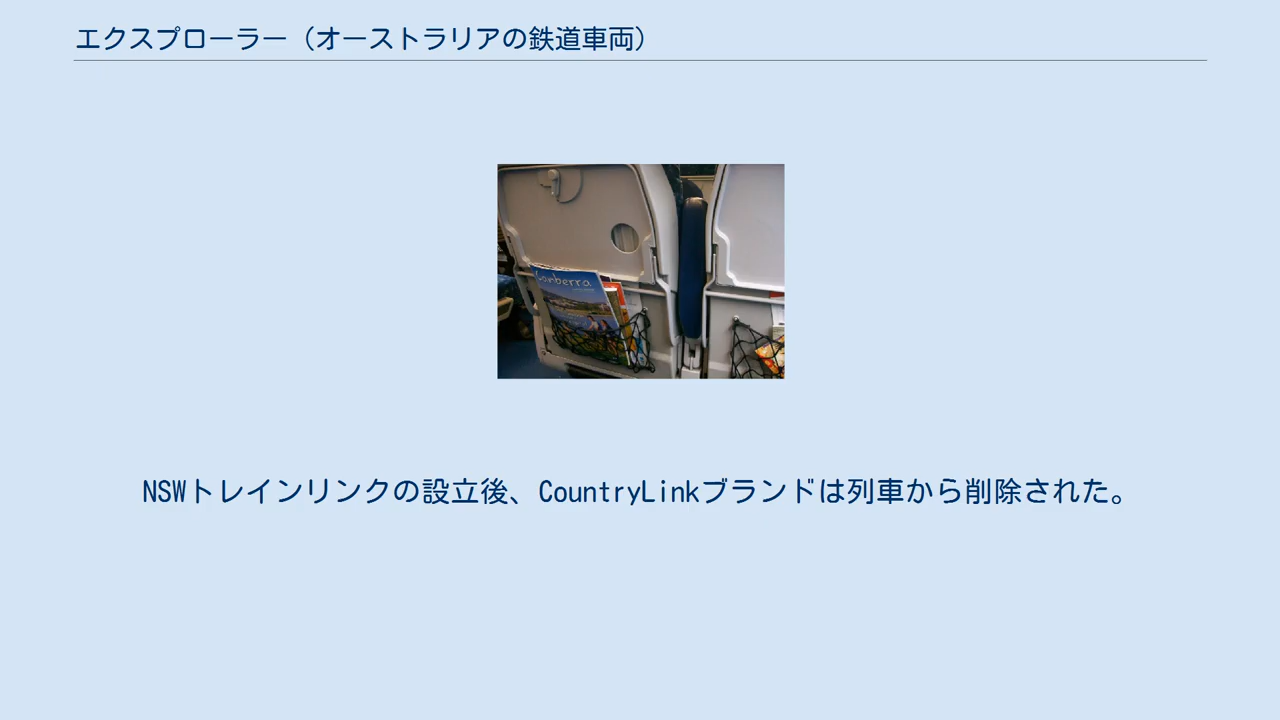 エクスプローラー（オーストラリアの鉄道車両）
Canberra
NSWトレインリンクの設立後、CountryLinkブランドは列車から削除された。